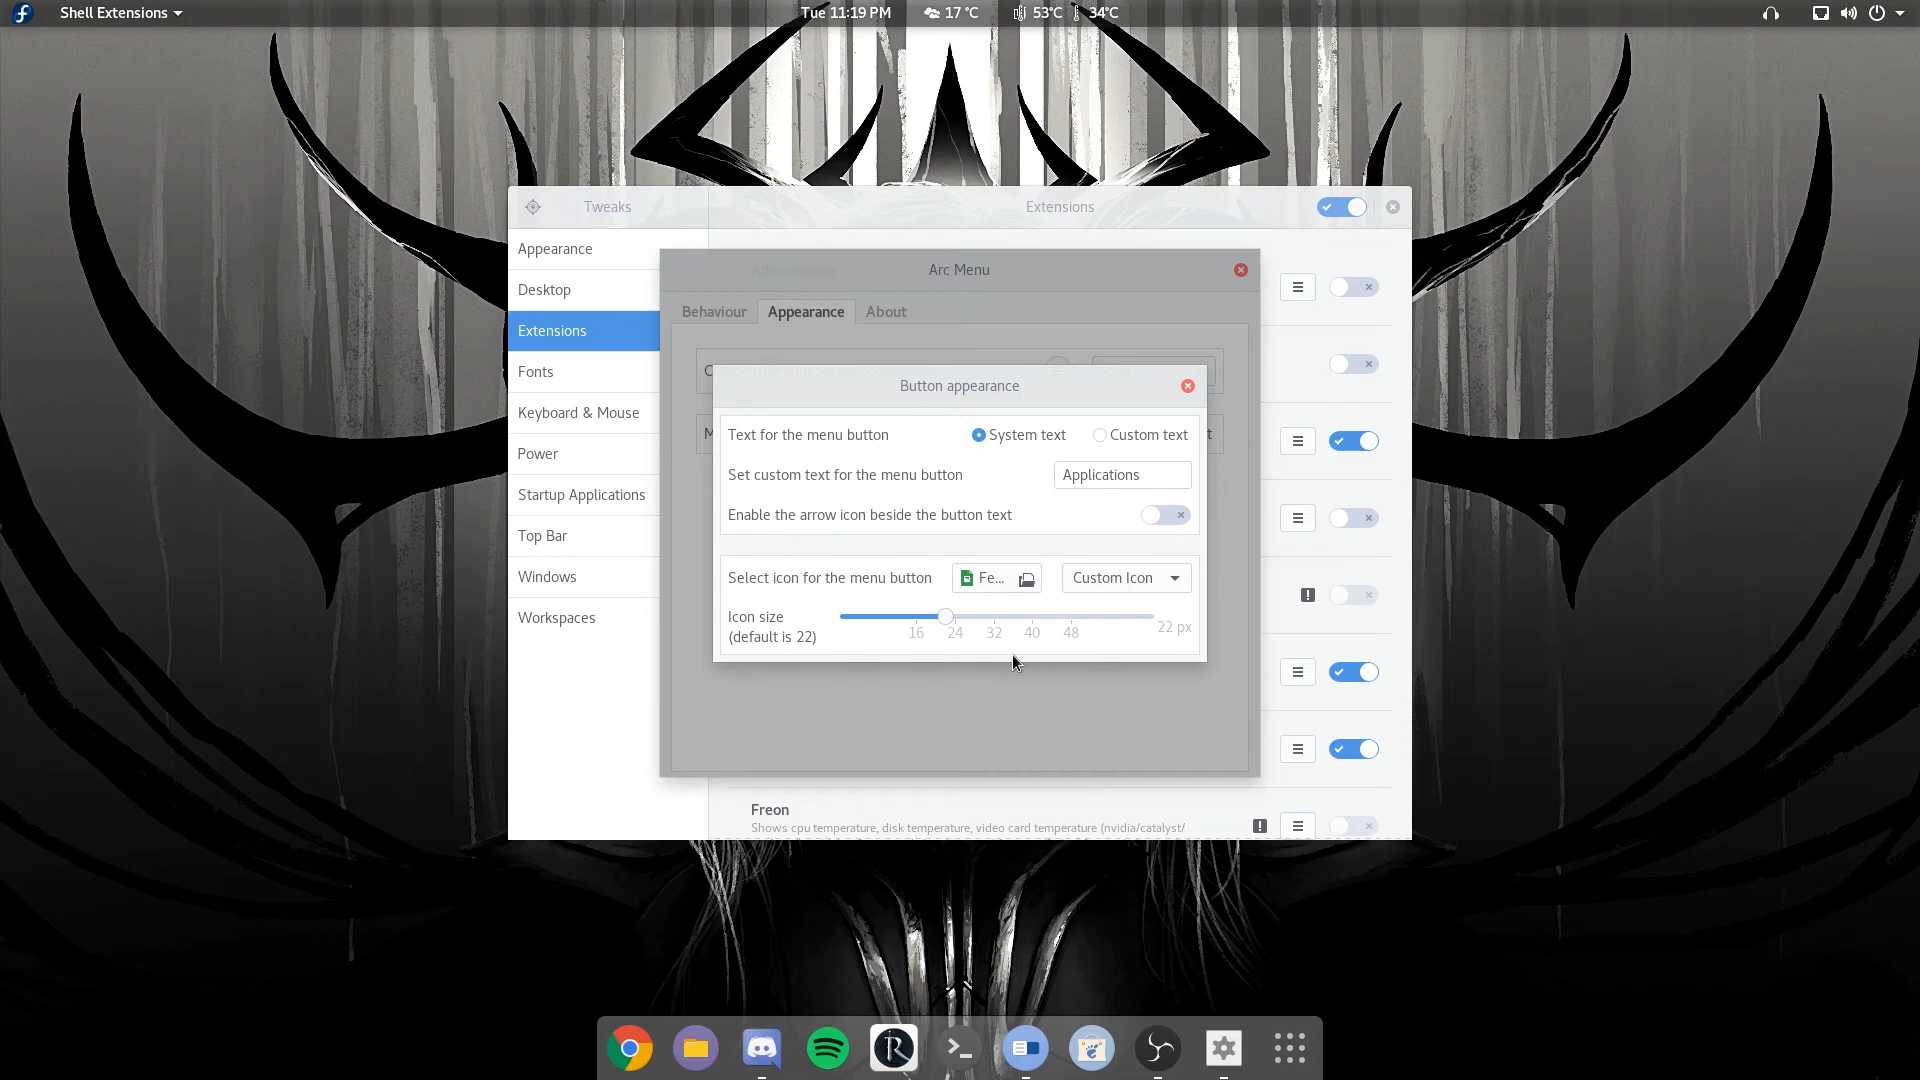 Shell Extensions
Tue 11:19 PM
17 °C
53°C
34°C
Tweaks
Extensions
Appearance
Desktop
Extensions
Fonts
Keyboard & Mouse
Power
Startup Applications
Top Bar
Windows
Workspaces
Arc Menu
Behaviour
Appearance
About
Button appearance
Text for the menu button
System text
Custom text
Set custom text for the menu button
Applications
Enable the arrow icon beside the button text
Select icon for the menu button
Fe...
Custom Icon
Icon size
(default is 22)
16 24 32 40 48
22 px
Freon
Shows cpu temperature, disk temperature, video card temperature (nvidia/catalyst/